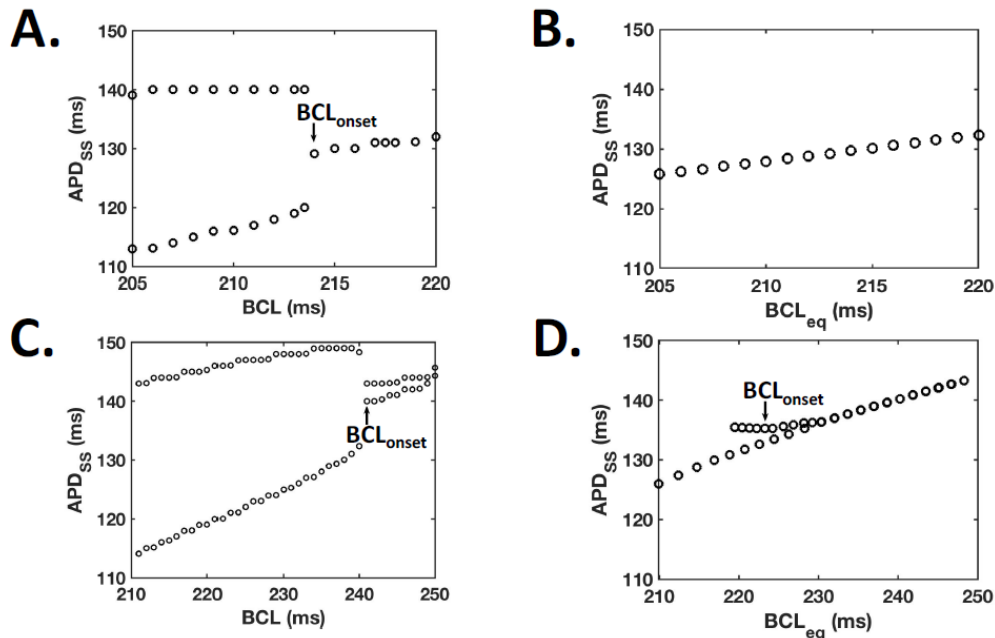 A.
150
140
130
120
110
APD_SS (ms)
BCL_onset
205 210 215 220
BCL (ms)
B.
150
140
130
120
110
APD_SS (ms)
205 210 215 220
BCL_eq (ms)
C.
150
140
130
120
110
APD_SS (ms)
BCL_onset
210 220 230 240 250
BCL (ms)
D.
150
140
130
120
110
APD_SS (ms)
BCL_onset
210 220 230 240 250
BCL_eq (ms)